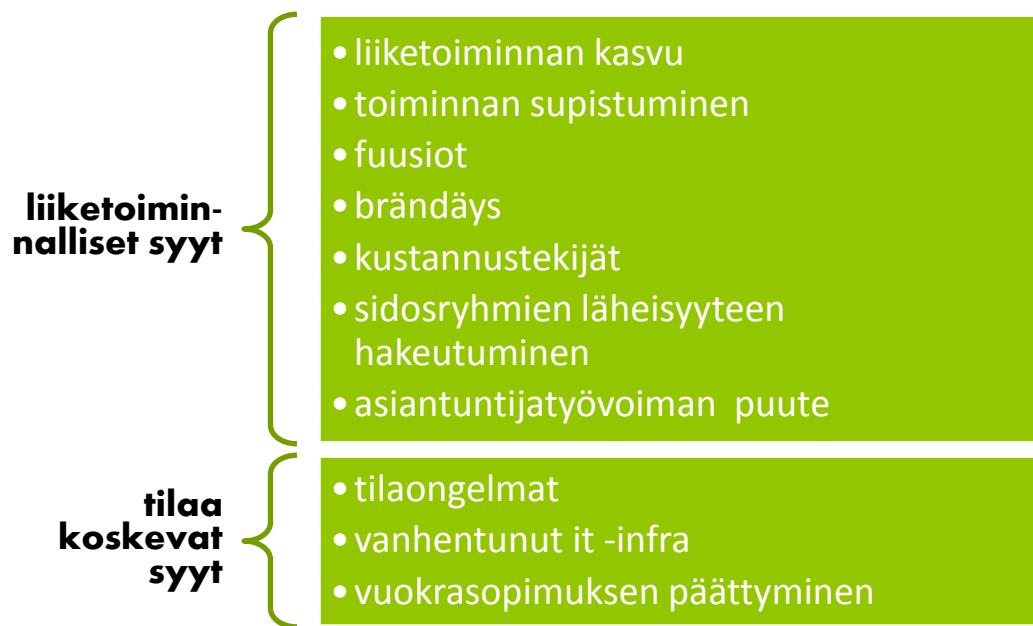 liiketoimin-
nalliset syyt
• liiketoiminnan kasvu
• toiminnan supistuminen
• fuusiot
• brändäys
• kustannustekijät
• sidosryhmien läheisyyteen
hakeutuminen
• asiantuntijatyövoiman puute
tilaa
koskevat
syyt
• tilaongelmat
• vanhentunut it -infra
• vuokrasopimuksen päättyminen